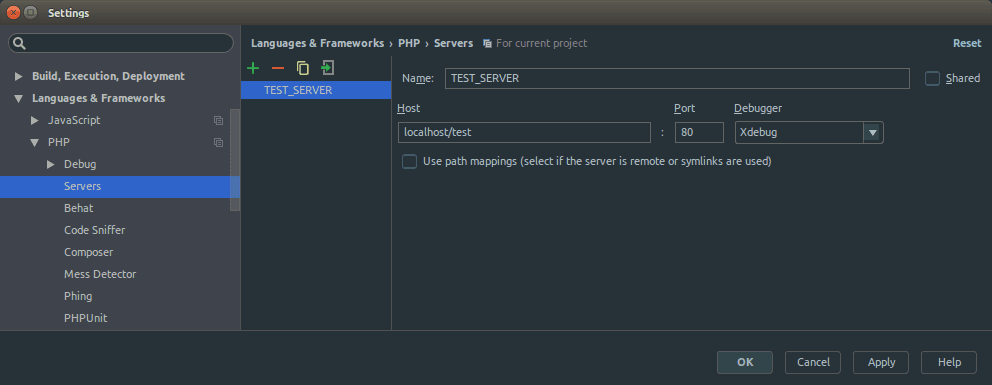 Settings
Languages & Frameworks › PHP › Servers For current project Reset
Build, Execution, Deployment
Languages & Frameworks
JavaScript
PHP
Debug
Servers
Behat
Code Sniffer
Composer
Mess Detector
Phing
PHPUnit
TEST_SERVER
Name: TEST_SERVER Shared
Host Port Debugger
localhost/test : 80 Xdebug
Use path mappings (select if the server is remote or symlinks are used)
OK Cancel Apply Help